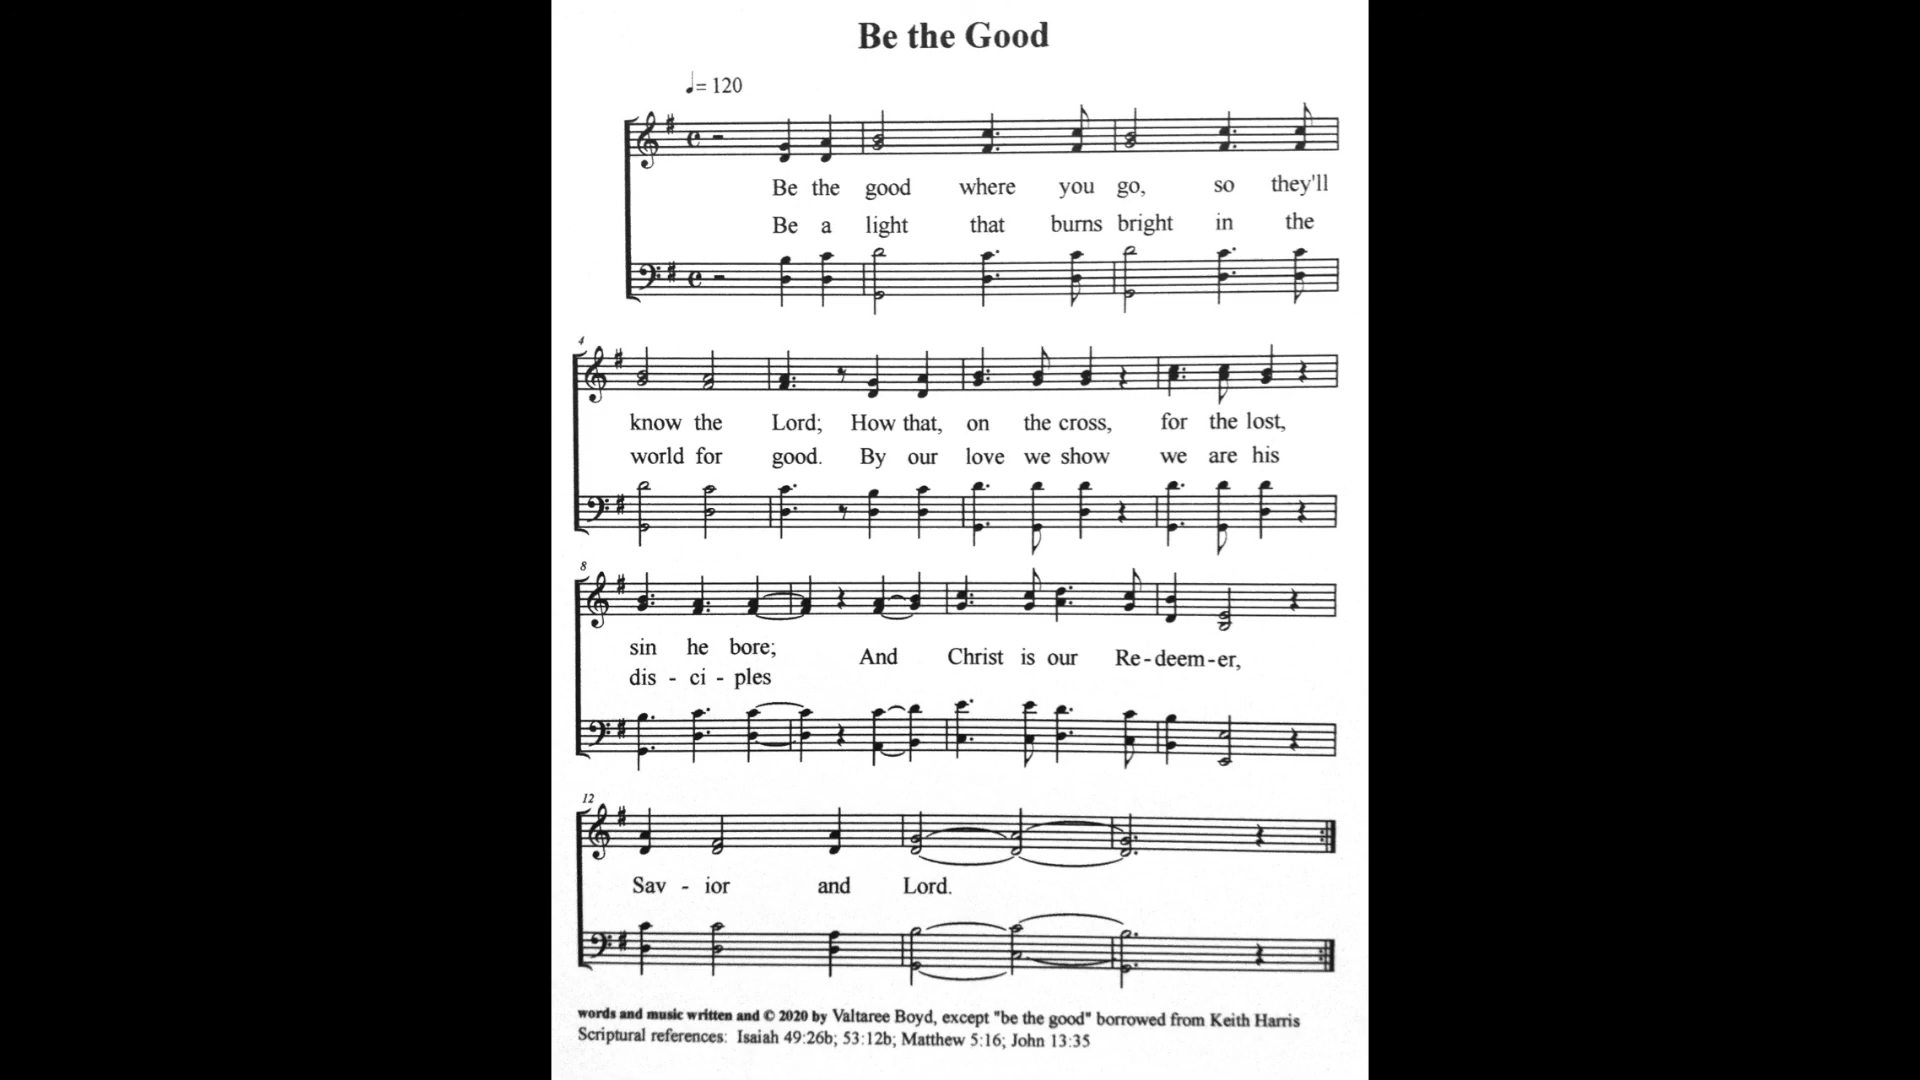 Be the Good
♩= 120
Be the good where you go, so they'll
Be a light that burns bright in the
4
know the Lord; How that, on the cross, for the lost,
world for good. By our love we show we are his
8
sin he bore; And Christ is our Re-deem-er,
dis - ci - ples
12
Sav - ior and Lord.
words and music written and © 2020 by Valtaree Boyd, except "be the good" borrowed from Keith Harris
Scriptural references: Isaiah 49:26b; 53:12b; Matthew 5:16; John 13:35